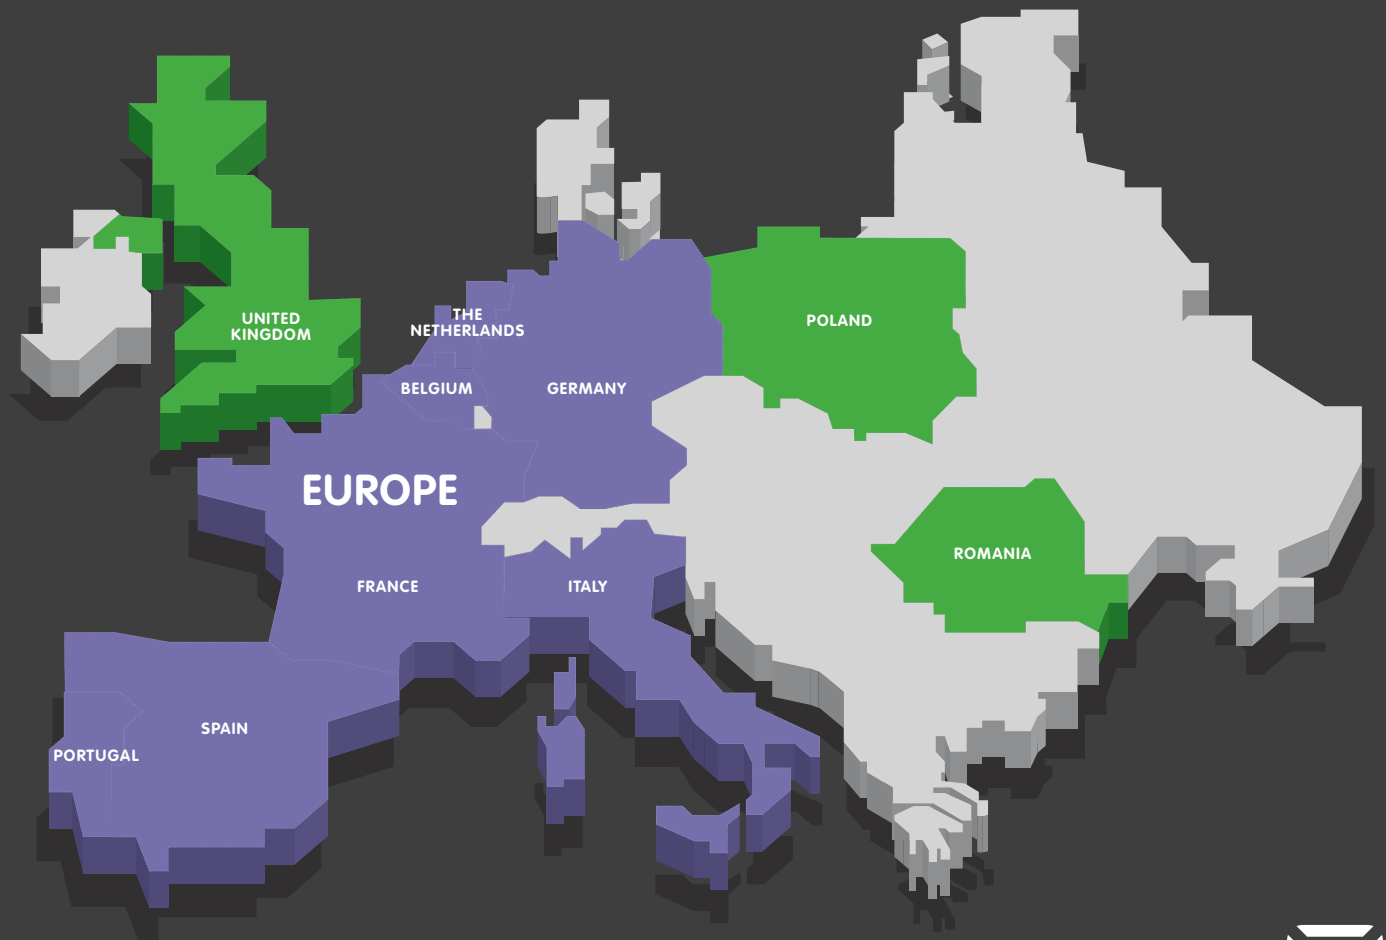 UNITED
KINGDOM
THE
NETHERLANDS
POLAND
BELGIUM
GERMANY
EUROPE
ROMANIA
FRANCE
ITALY
SPAIN
PORTUGAL